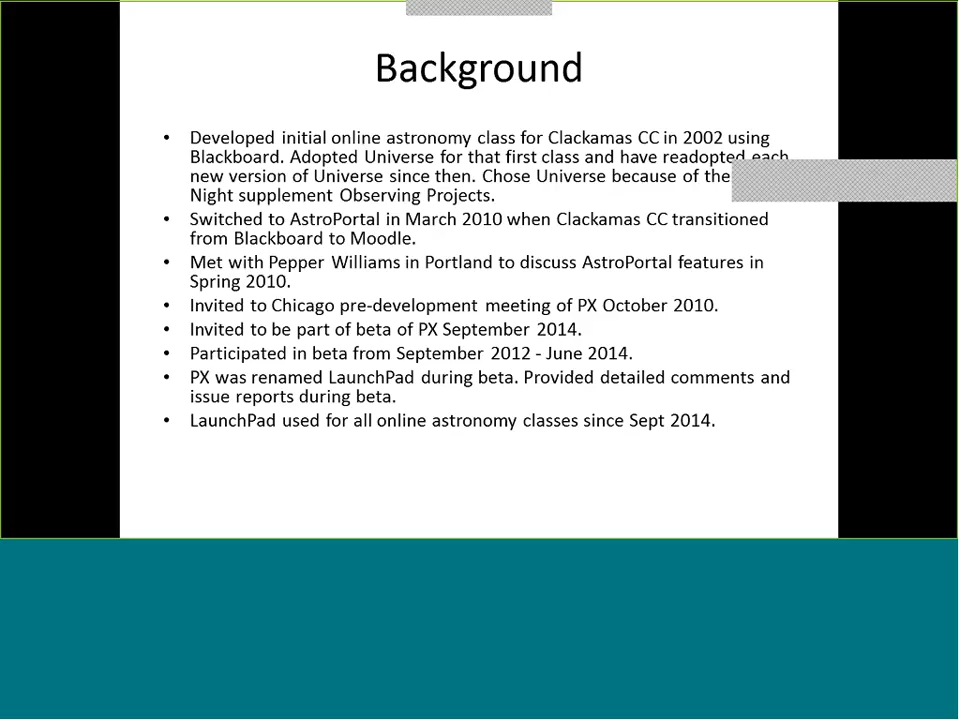 Background
• Developed initial online astronomy class for Clackamas CC in 2002 using
Blackboard. Adopted Universe for that first class and have readopted each
new version of Universe since then. Chose Universe because of the
Night supplement Observing Projects.
• Switched to AstroPortal in March 2010 when Clackamas CC transitioned
from Blackboard to Moodle.
• Met with Pepper Williams in Portland to discuss AstroPortal features in
Spring 2010.
• Invited to Chicago pre-development meeting of PX October 2010.
• Invited to be part of beta of PX September 2014.
• Participated in beta from September 2012 - June 2014.
• PX was renamed LaunchPad during beta. Provided detailed comments and
issue reports during beta.
• LaunchPad used for all online astronomy classes since Sept 2014.